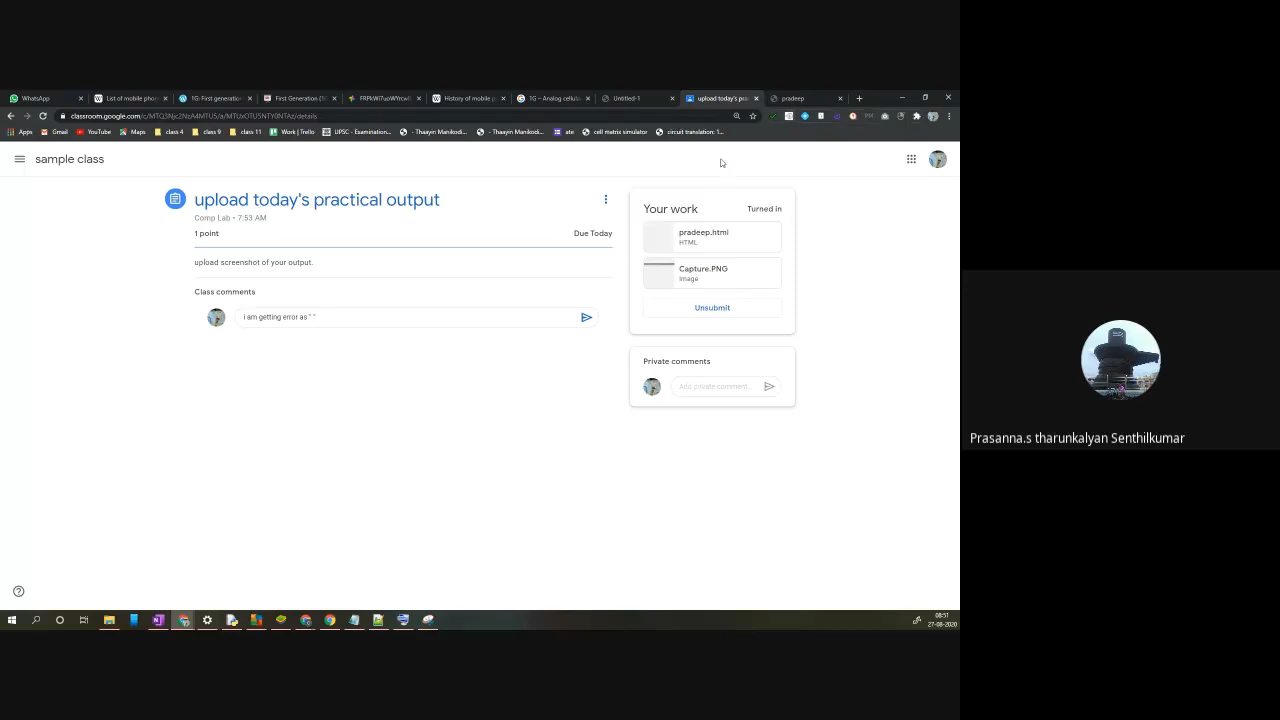 WhatsApp
List of mobile pho
1G: First generatio
First Generation (1
FRPkWi7uoWYrcwl
History of mobile p
1G – Analog cellula
Untitled-1
upload today's pra
pradeep
classroom.google.com/c/MTQ3Njc2NzA4MTU5/a/MTUxOTU5NTY0NTAz/details
Apps
Gmail
YouTube
Maps
class 4
class 9
class 11
Work | Trello
UPSC - Examination...
- Thaayin Manikodi...
- Thaayin Manikodi...
ate
cell matrix simulator
circuit translation: 1...
sample class
upload today's practical output
Comp Lab • 7:53 AM
1 point
Due Today
upload screenshot of your output.
Class comments
i am getting error as " "
Your work
Turned in
pradeep.html
HTML
Capture.PNG
Image
Unsubmit
Private comments
Add private comment...
08:51
27-08-2020
Prasanna.s tharunkalyan Senthilkumar